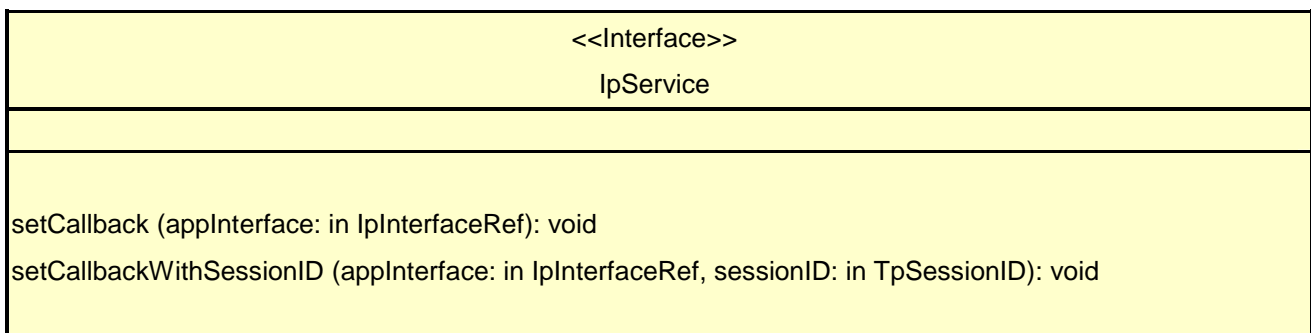 <<Interface>>
IpService
setCallback (appInterface: in IpInterfaceRef): void
setCallbackWithSessionID (appInterface: in IpInterfaceRef, sessionID: in TpSessionID): void